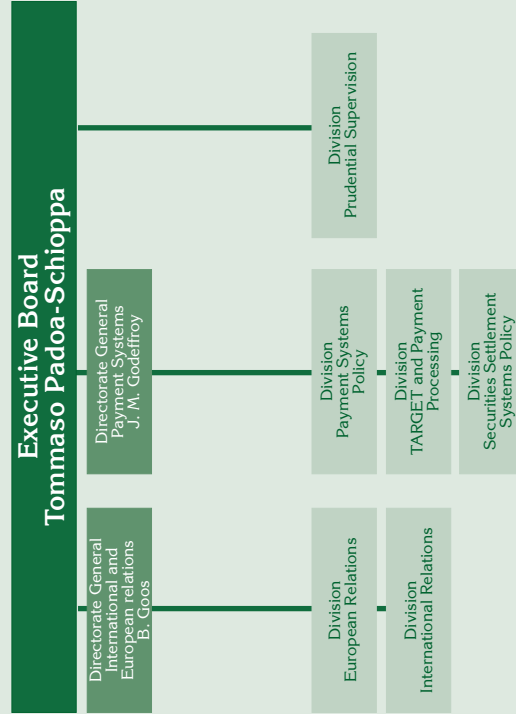 Executive Board
Tommaso Padoa-Schioppa
Directorate General
International and
European relations
B. Goos
Division
European Relations
Division
International Relations
Directorate General
Payment Systems
J. M. Godeffroy
Division
Payment Systems
Policy
Division
TARGET and Payment
Processing
Division
Securities Settlement
Systems Policy
Division
Prudential Supervision